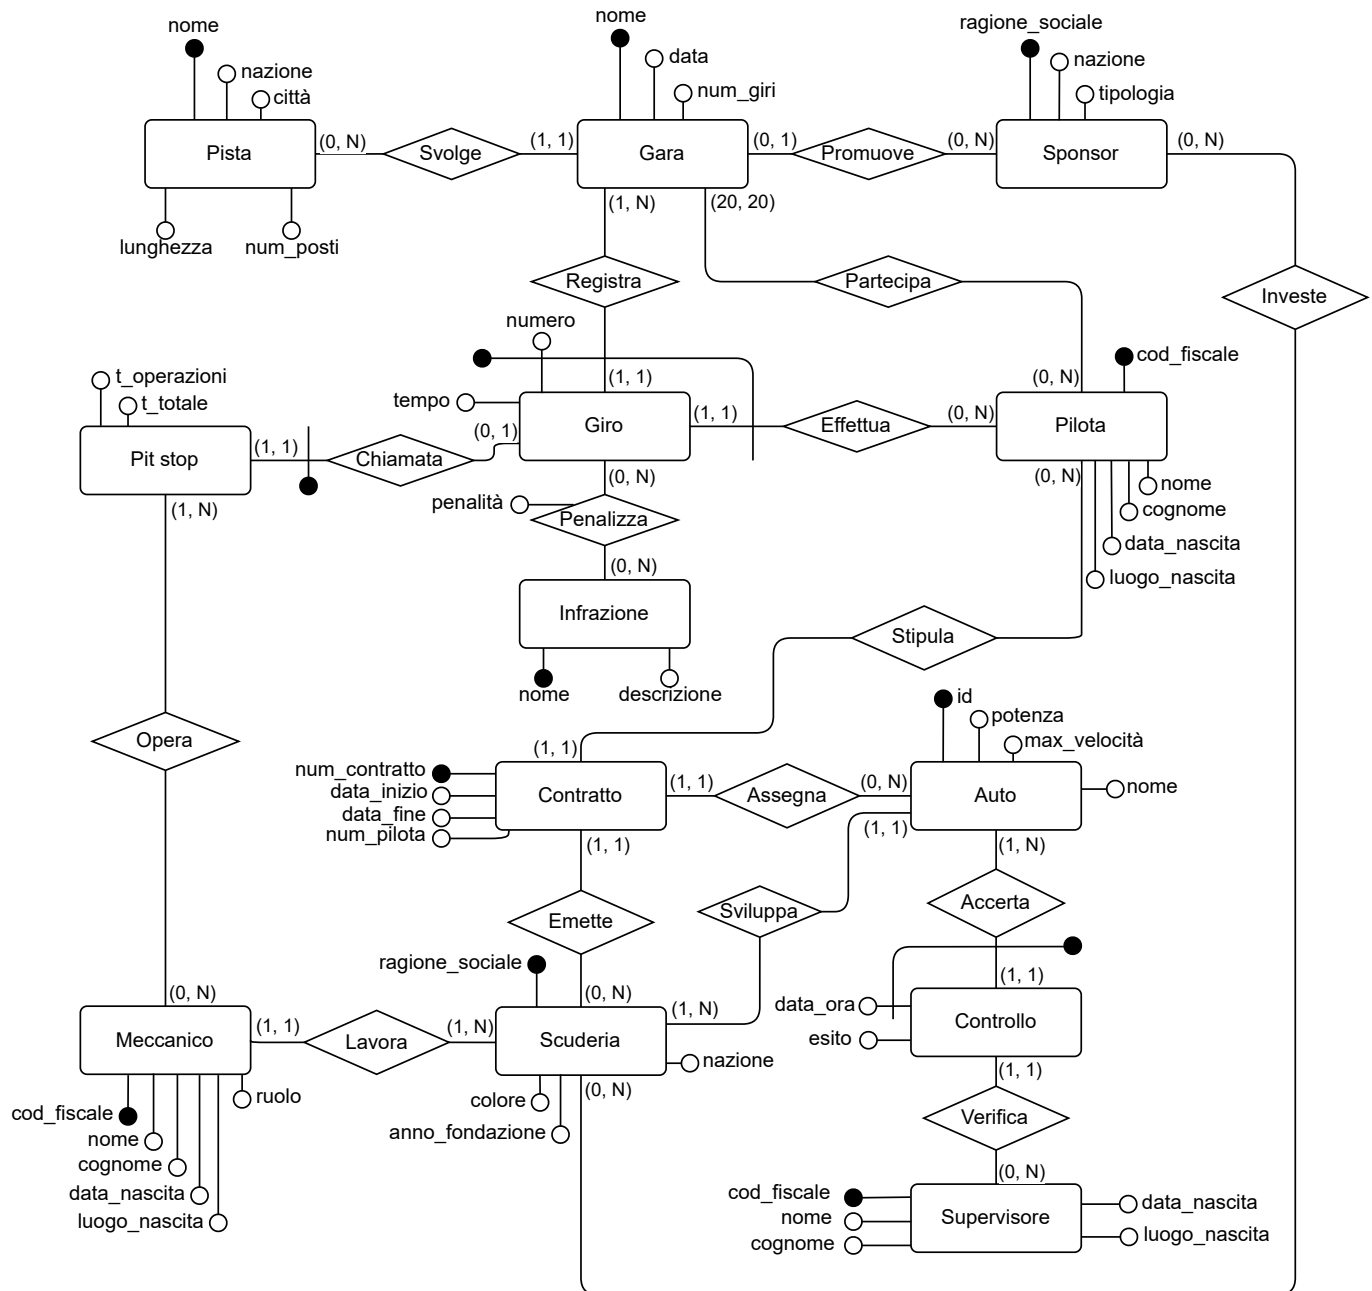 nome
nazione
città
Pista
(0, N)
lunghezza
num_posti
Svolge
(1, 1)
nome
data
num_giri
Gara
(0, 1)
(1, N)
(20, 20)
Promuove
(0, N)
ragione_sociale
nazione
tipologia
Sponsor
(0, N)
Investe
Registra
Partecipa
numero
tempo
(1, 1)
Giro
(1, 1)
(0, 1)
(0, N)
Effettua
(0, N)
(0, N)
cod_fiscale
Pilota
(0, N)
nome
cognome
data_nascita
luogo_nascita
t_operazioni
t_totale
Pit stop
(1, 1)
(1, N)
Chiamata
penalità
Penalizza
(0, N)
Infrazione
nome
descrizione
Stipula
Opera
(1, 1)
num_contratto
data_inizio
data_fine
num_pilota
Contratto
(1, 1)
(1, 1)
Assegna
(0, N)
id
potenza
max_velocità
nome
Auto
(1, 1)
(1, N)
Sviluppa
Accerta
Emette
ragione_sociale
(0, N)
(1, N)
Scuderia
(1, N)
(0, N)
nazione
colore
anno_fondazione
(0, N)
Meccanico
(1, 1)
Lavora
ruolo
cod_fiscale
nome
cognome
data_nascita
luogo_nascita
(1, 1)
data_ora
esito
Controllo
(1, 1)
Verifica
(0, N)
cod_fiscale
nome
cognome
Supervisore
data_nascita
luogo_nascita